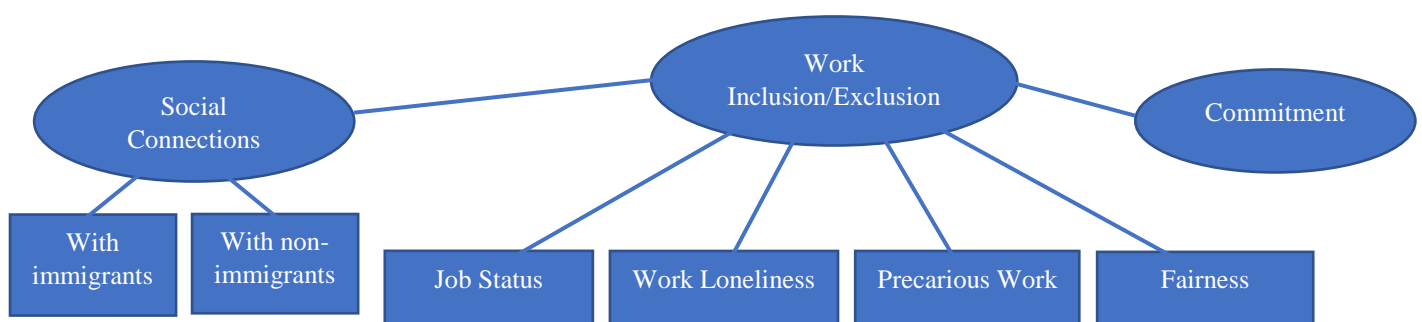 Work
Inclusion/Exclusion
Social
Connections
Commitment
With
immigrants
With non-
immigrants
Job Status
Work Loneliness
Precarious Work
Fairness